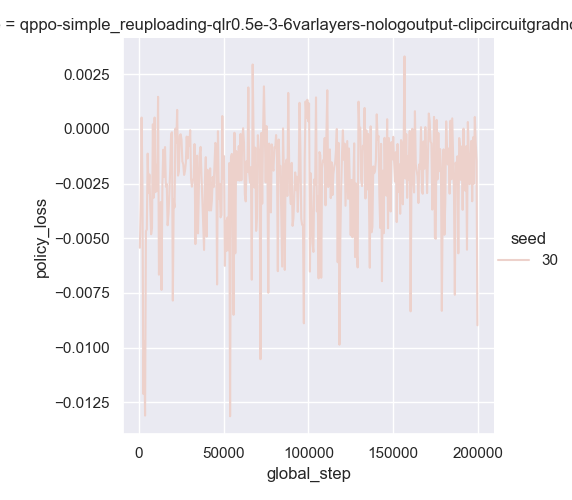 = qppo-simple_reuploading-qlr0.5e-3-6varlayers-nologoutput-clipcircuitgradno
0.0025
0.0000
−0.0025
−0.0050
−0.0075
−0.0100
−0.0125
policy_loss
0 50000 100000 150000 200000
global_step
seed
30